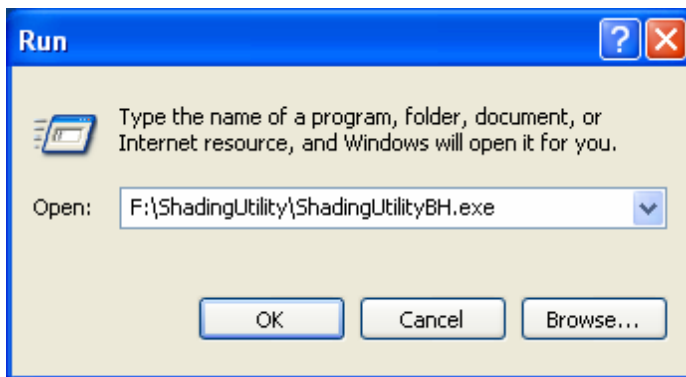 Run
?
Type the name of a program, folder, document, or
Internet resource, and Windows will open it for you.
Open: F:\ShadingUtility\ShadingUtilityBH.exe
OK Cancel Browse...